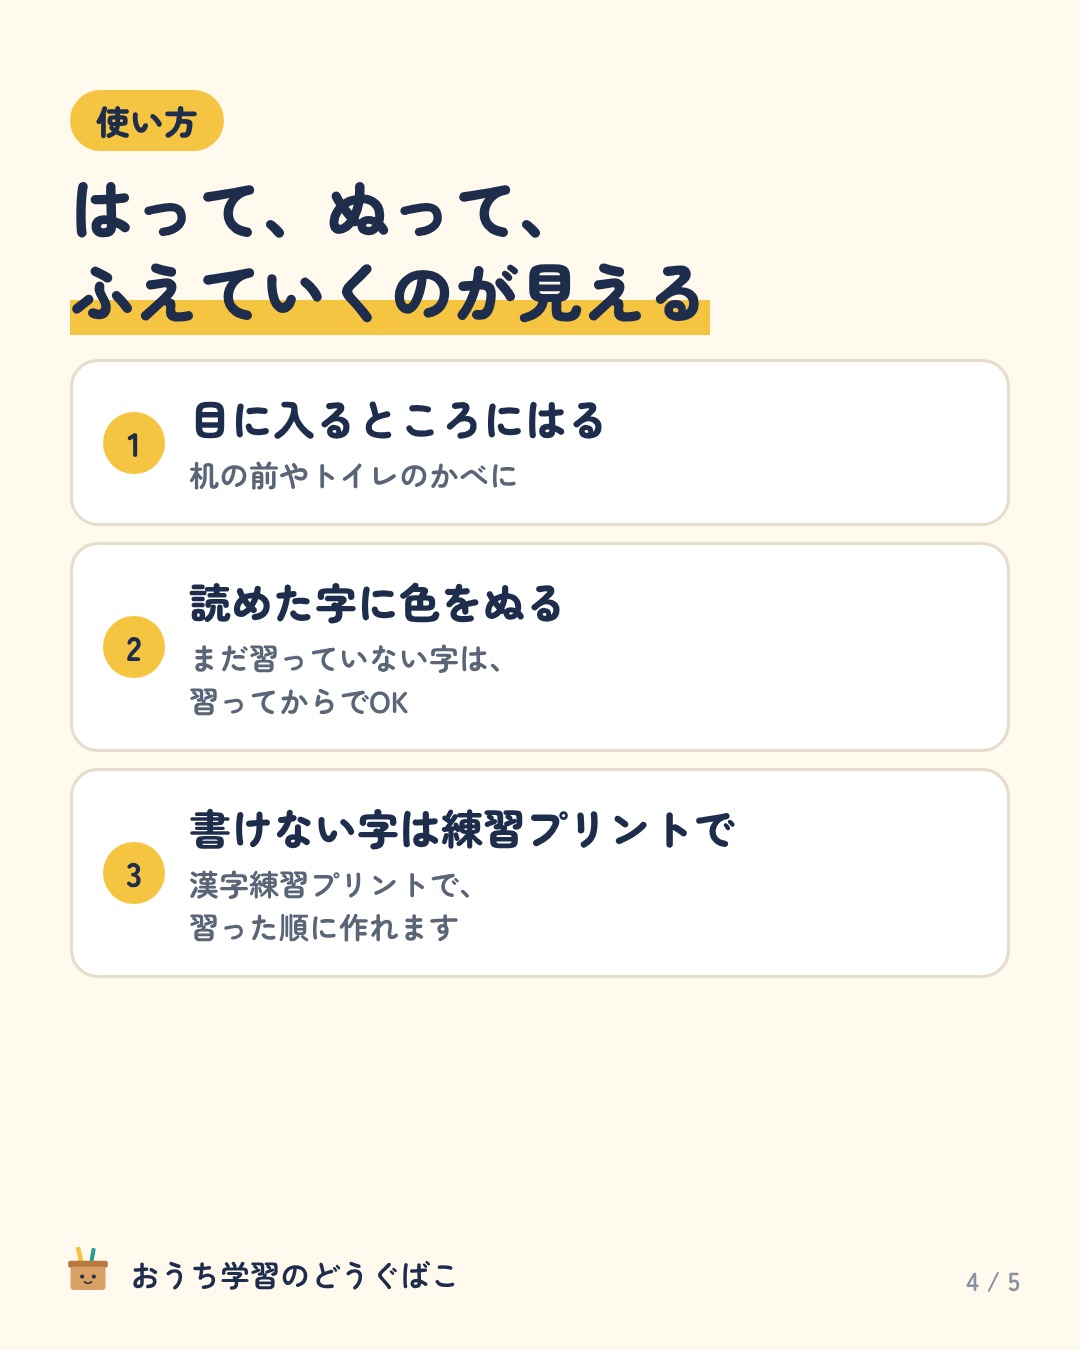 使い方
はって、ぬって、
ふえていくのが見える
1
目に入るところにはる
机の前やトイレのかべに
2
読めた字に色をぬる
まだ習っていない字は、
習ってからでOK
3
書けない字は練習プリントで
漢字練習プリントで、
習った順に作れます
おうち学習のどうぐばこ
4 / 5